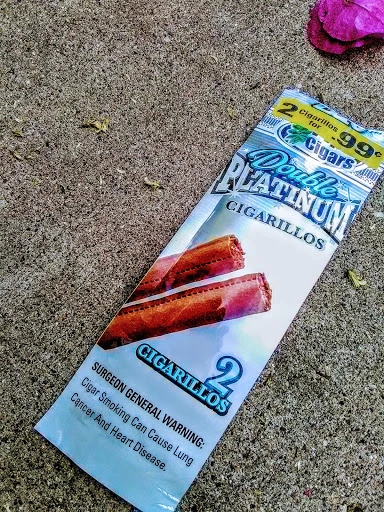 2 Cigarillos
for .99¢
Cigars
Double
PLATINUM
CIGARILLOS
2
CIGARILLOS
SURGEON GENERAL WARNING:
Cigar Smoking Can Cause Lung
Cancer And Heart Disease.